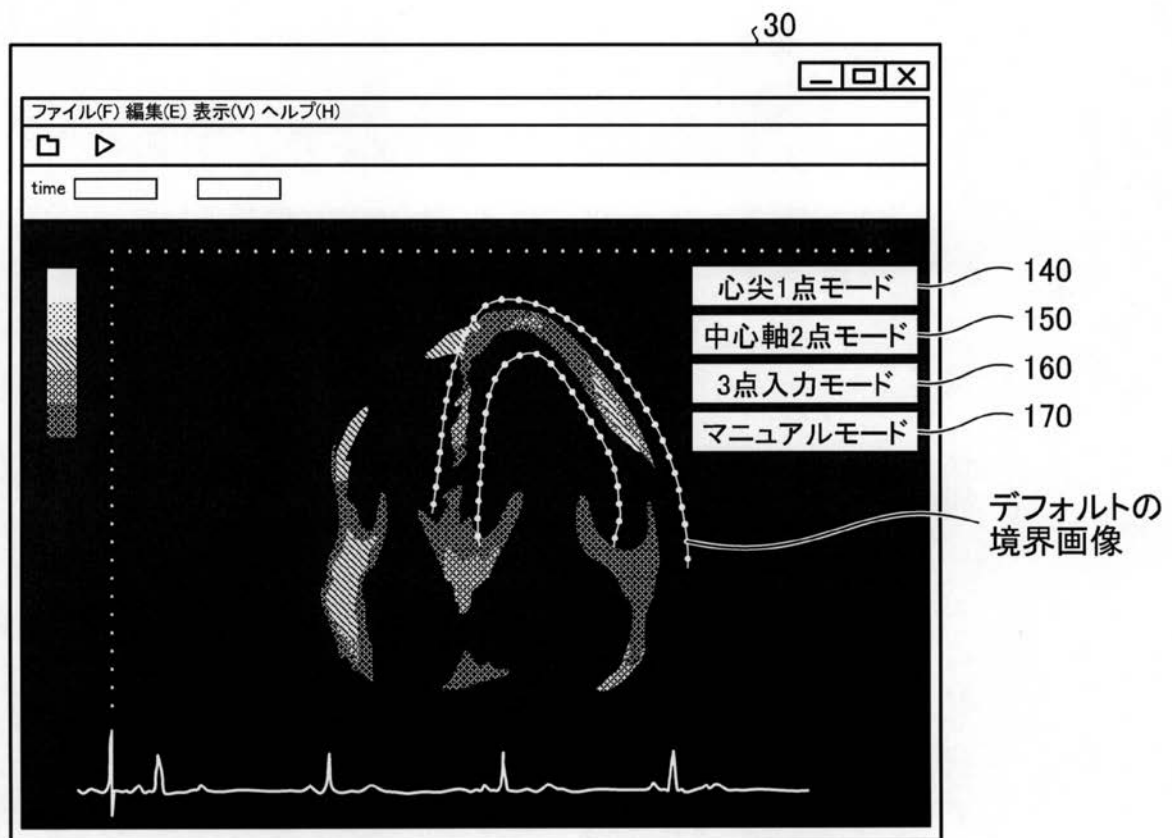 30
ファイル(F) 編集(E) 表示(V) ヘルプ(H)
time
心尖1点モード
140
中心軸2点モード
150
3点入力モード
160
マニュアルモード
170
デフォルトの
境界画像